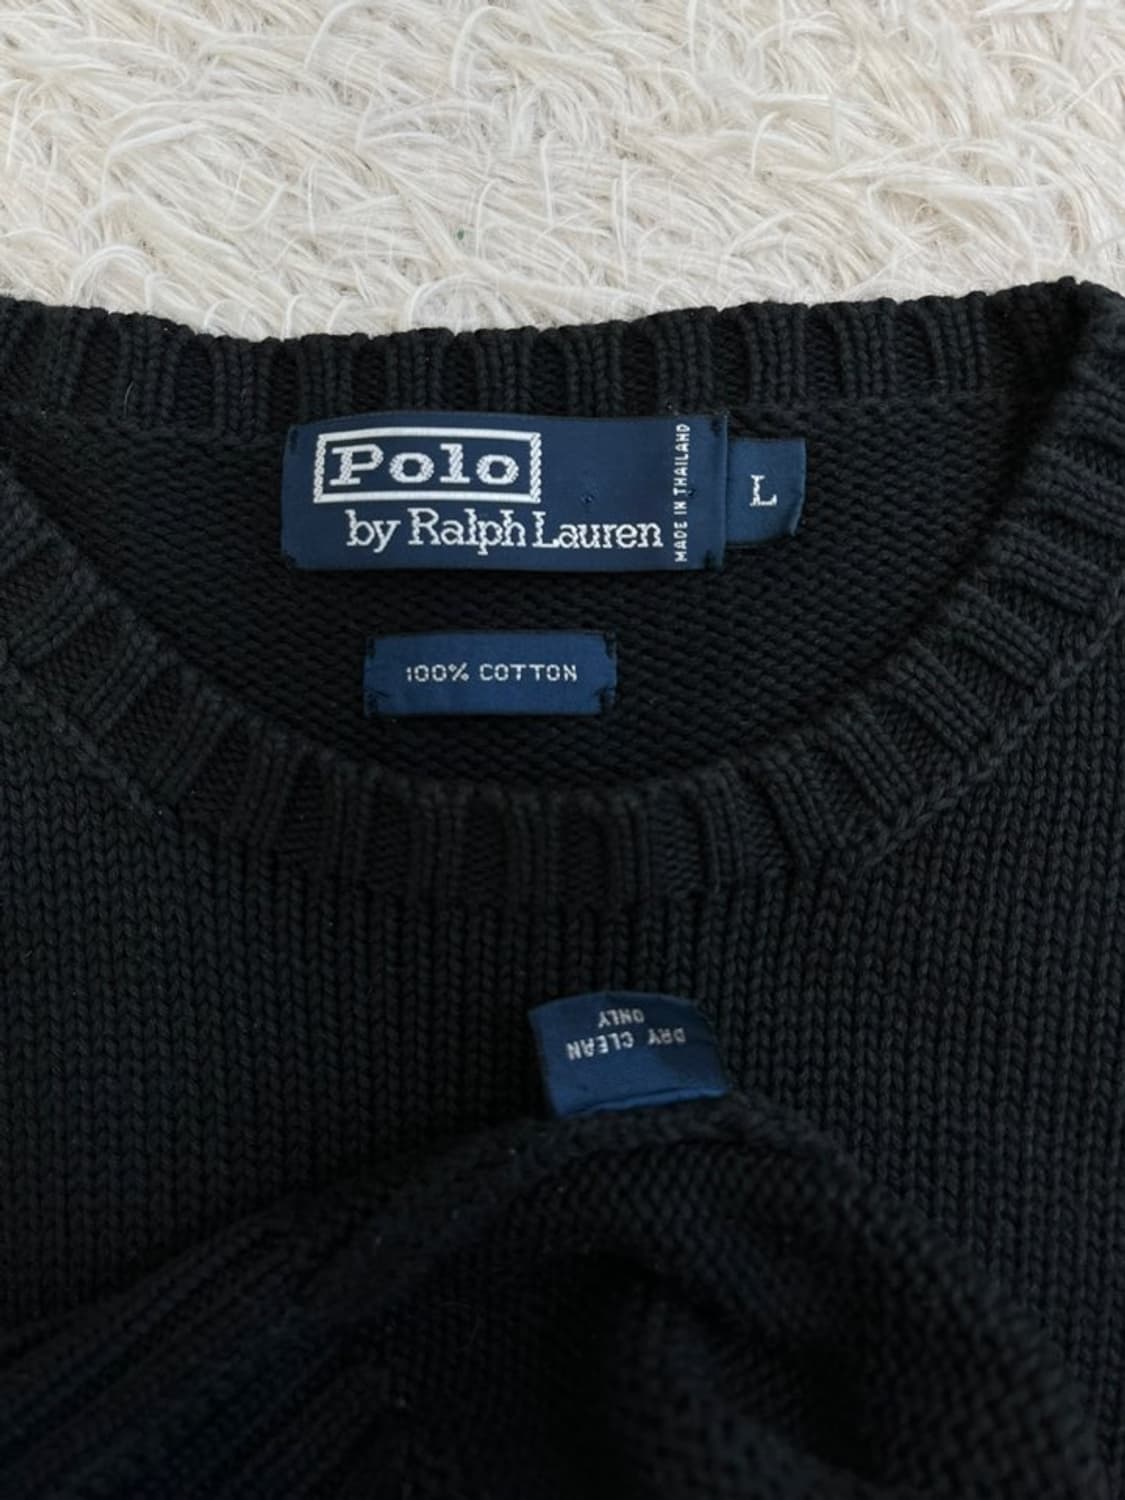 Polo
by Ralph Lauren
MADE IN THAILAND
L
100% COTTON
DRY CLEAN
ONLY